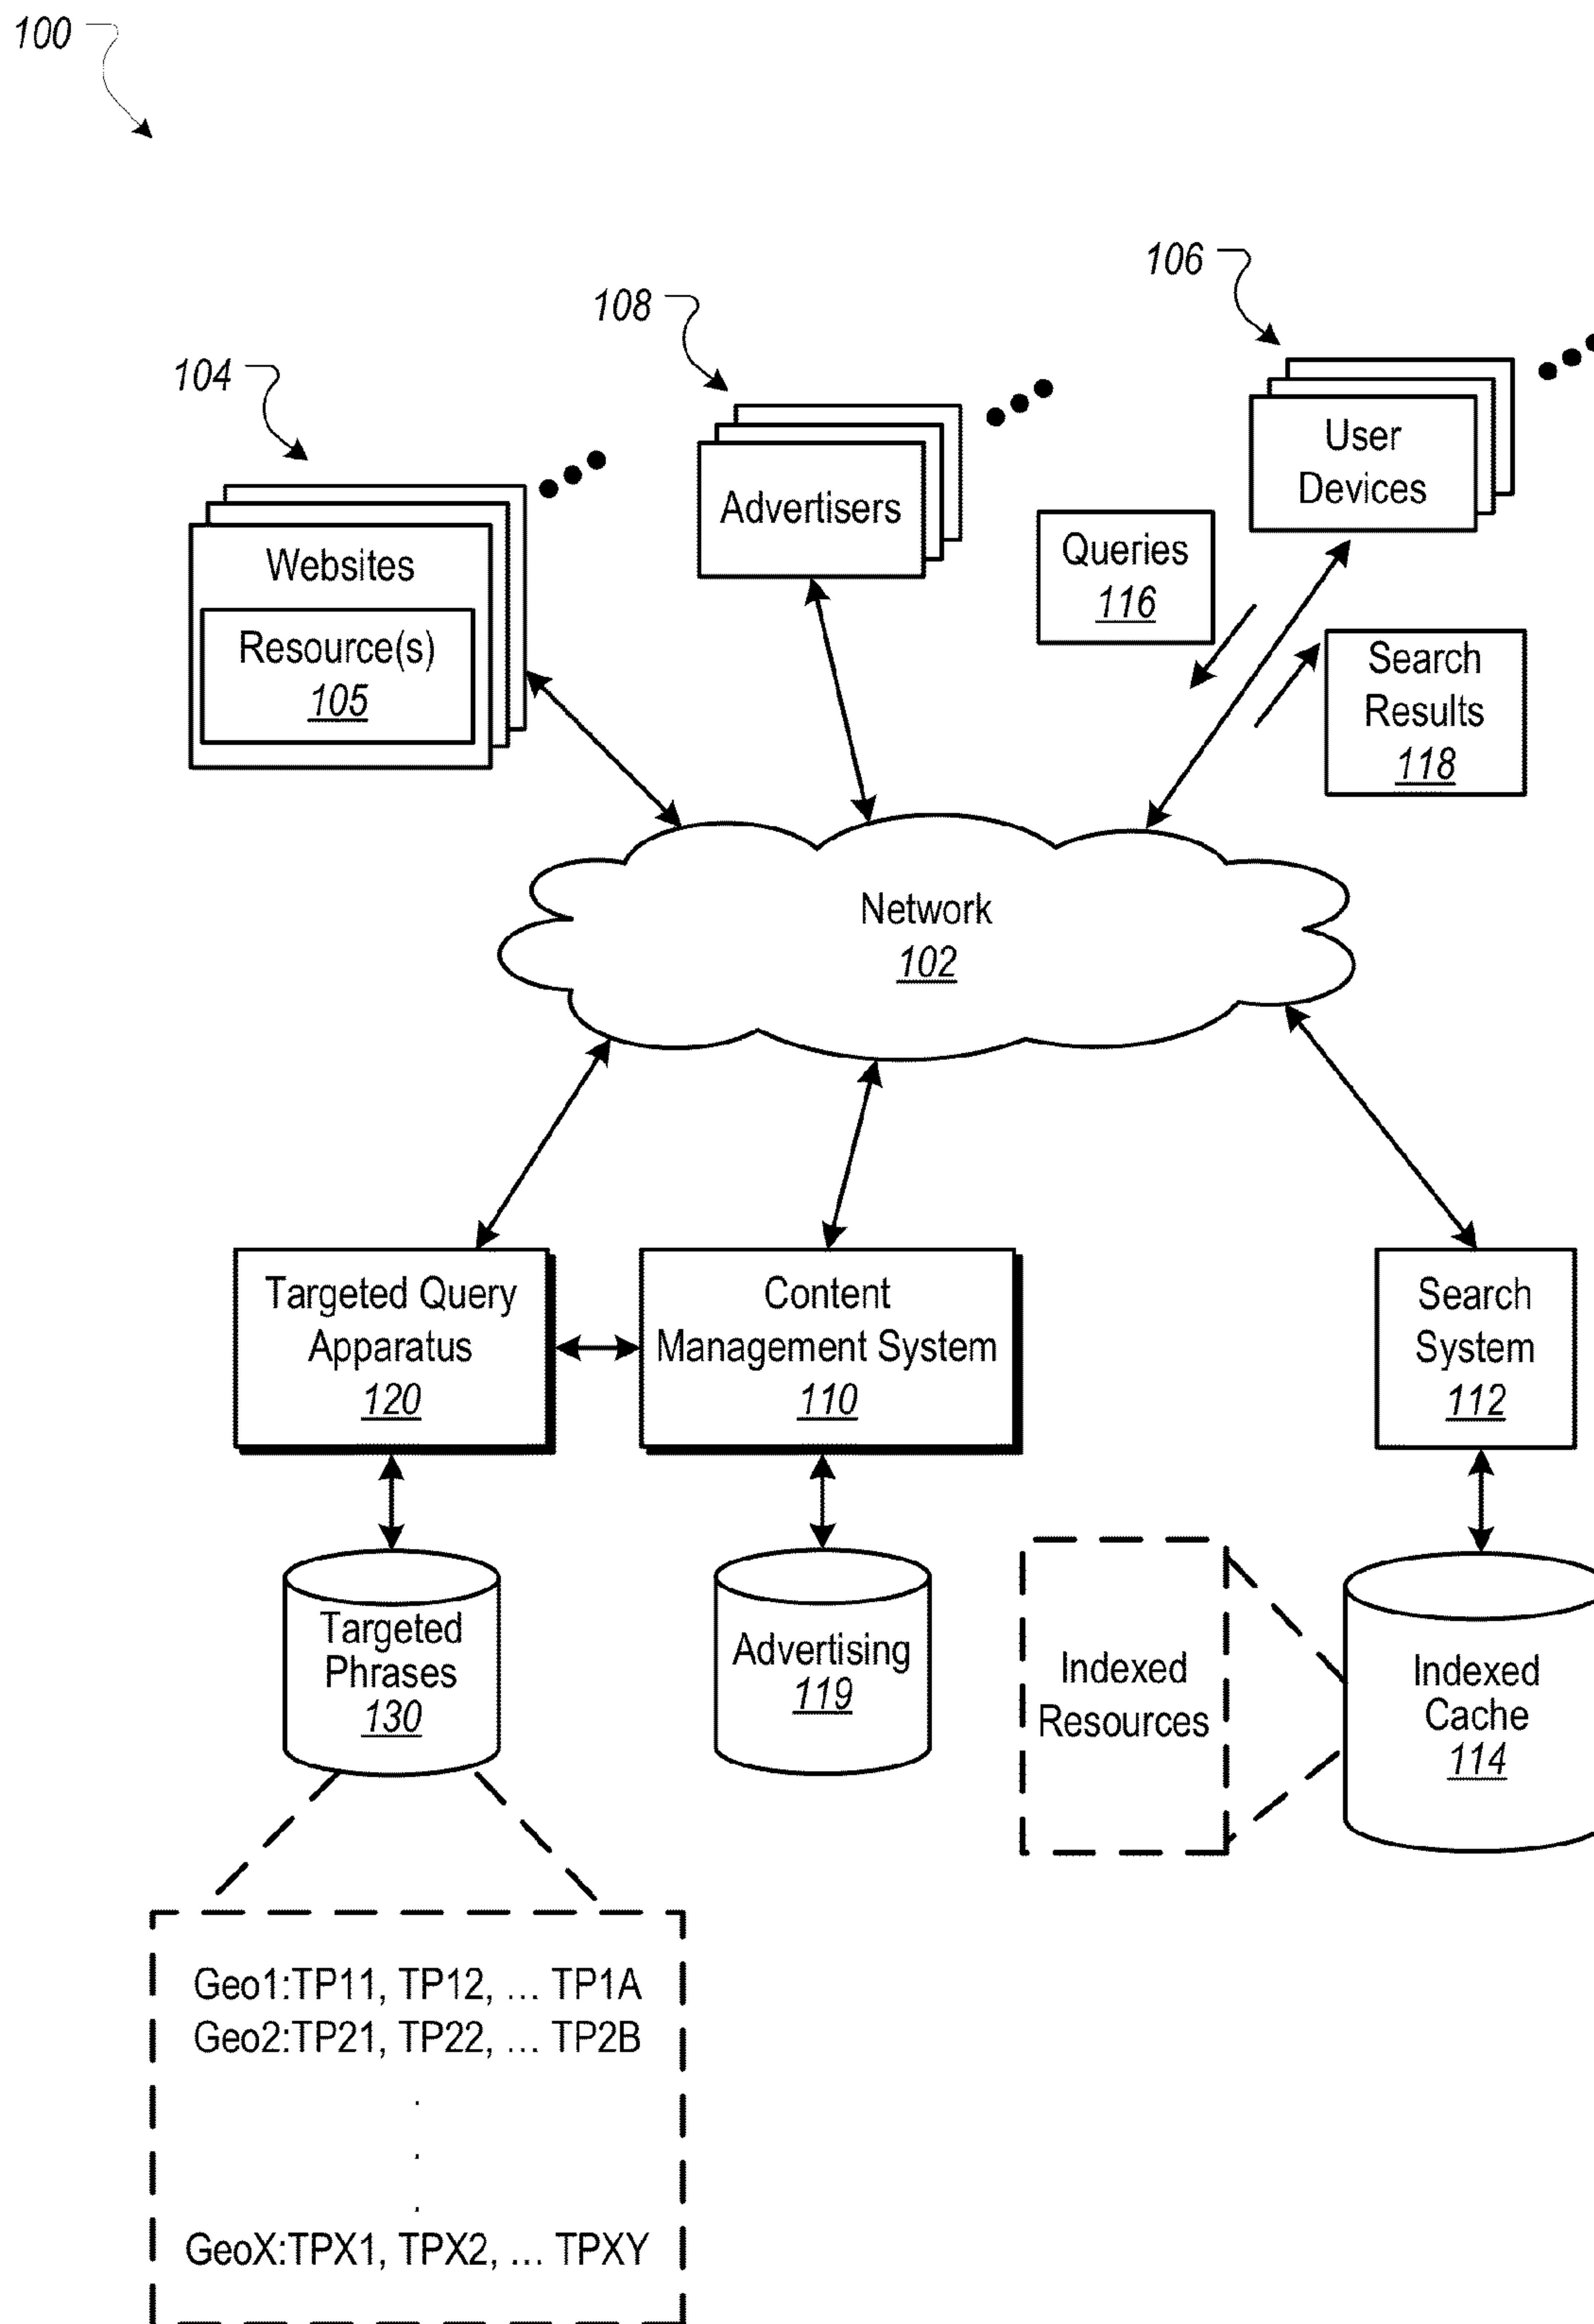 100
106
108
104
User
Devices
Advertisers
Queries
116
Websites
Resource(s)
105
Search
Results
118
Network
102
Targeted Query
Apparatus
120
Content
Management System
110
Search
System
112
Targeted
Phrases
130
Advertising
119
Indexed
Resources
Indexed
Cache
114
Geo1:TP11, TP12, ... TP1A
Geo2:TP21, TP22, ... TP2B
.
.
.
GeoX:TPX1, TPX2, ... TPXY